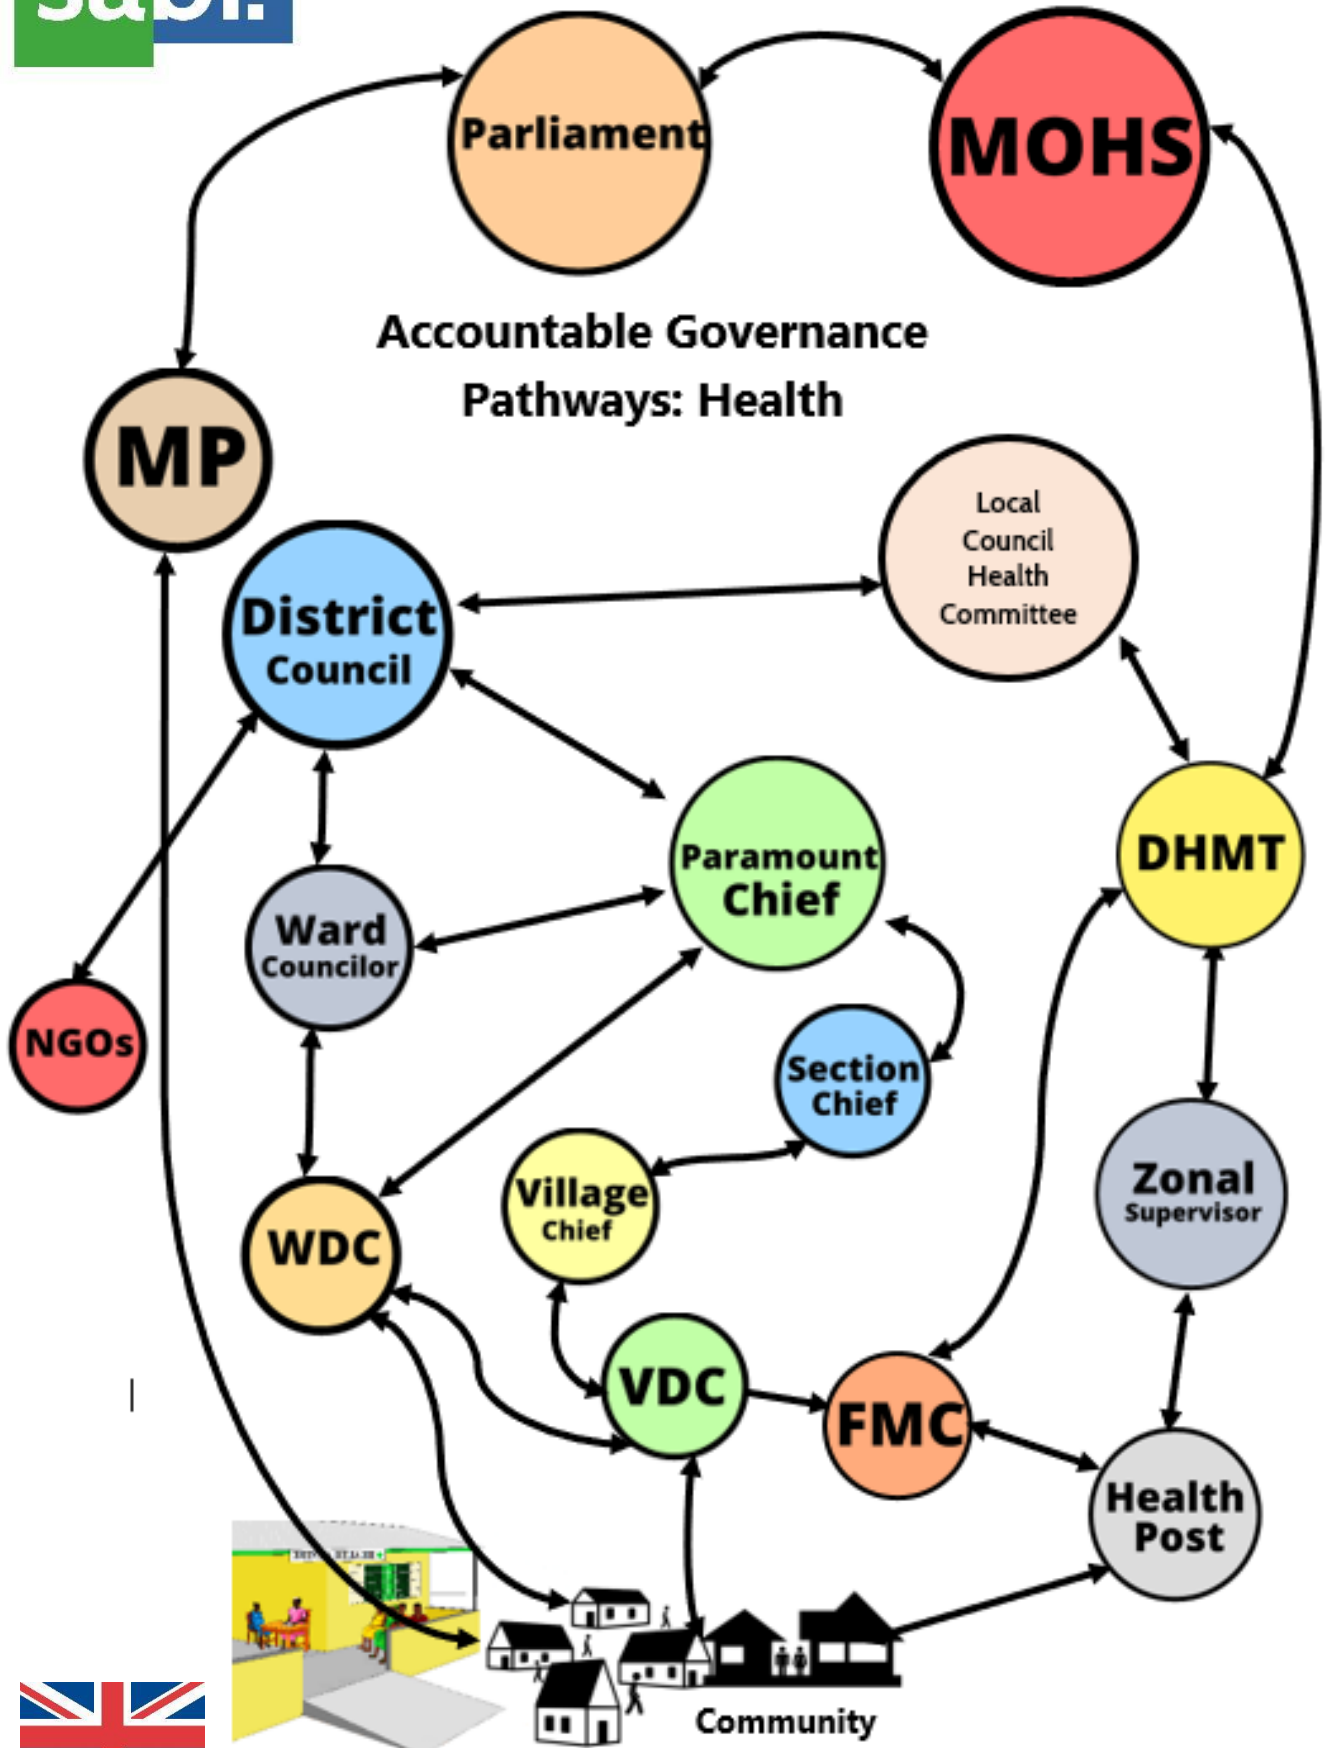 sabi.
Parliament
MOHS
Accountable Governance
Pathways: Health
MP
Local
Council
Health
Committee
District
Council
Paramount
Chief
DHMT
Ward
Councilor
NGOs
Section
Chief
Village
Chief
Zonal
Supervisor
WDC
VDC
FMC
Health
Post
Community